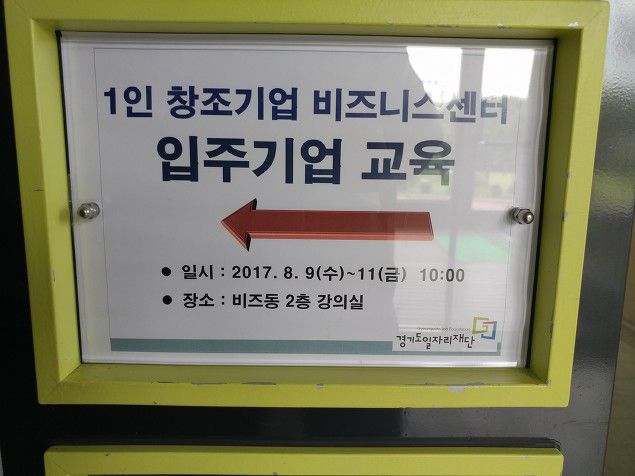 1인 창조기업 비즈니스센터
입주기업 교육
● 일시 : 2017. 8. 9(수)~11(금) 10:00
● 장소 : 비즈동 2층 강의실
경기도일자리재단